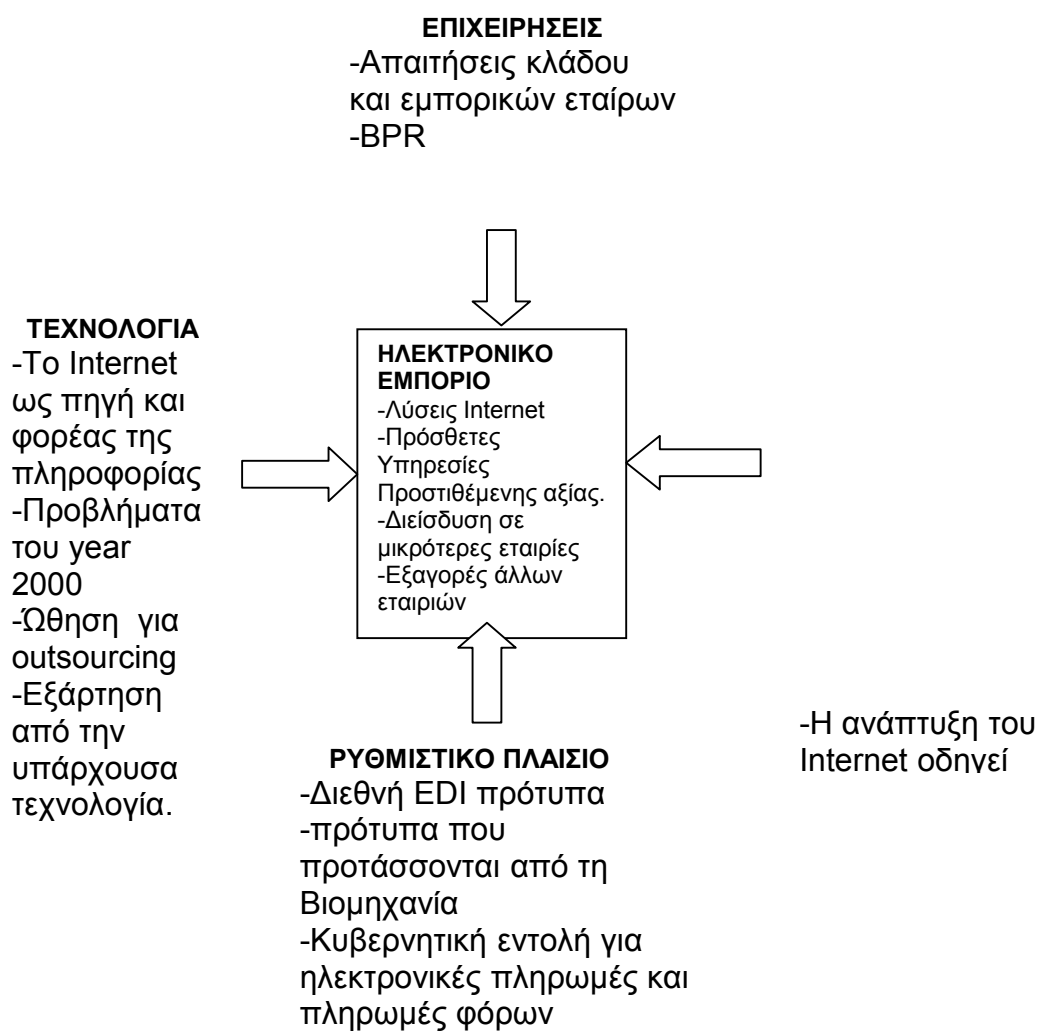 ΕΠΙΧΕΙΡΗΣΕΙΣ
-Απαιτήσεις κλάδου
και εμπορικών εταίρων
-BPR
ΤΕΧΝΟΛΟΓΙΑ
-Το Internet
ως πηγή και
φορέας της
πληροφορίας
-Προβλήματα
του year
2000
-Ώθηση για
outsourcing
-Εξάρτηση
από την
υπάρχουσα
τεχνολογία.
ΗΛΕΚΤΡΟΝΙΚΟ
ΕΜΠΟΡΙΟ
-Λύσεις Internet
-Πρόσθετες
Υπηρεσίες
Προστιθέμενης αξίας.
-Διείσδυση σε
μικρότερες εταιρίες
-Εξαγορές άλλων
εταιριών
-Η ανάπτυξη του
Internet οδηγεί
ΡΥΘΜΙΣΤΙΚΟ ΠΛΑΙΣΙΟ
-Διεθνή EDI πρότυπα
-πρότυπα που
προτάσσονται από τη
Βιομηχανία
-Κυβερνητική εντολή για
ηλεκτρονικές πληρωμές και
πληρωμές φόρων